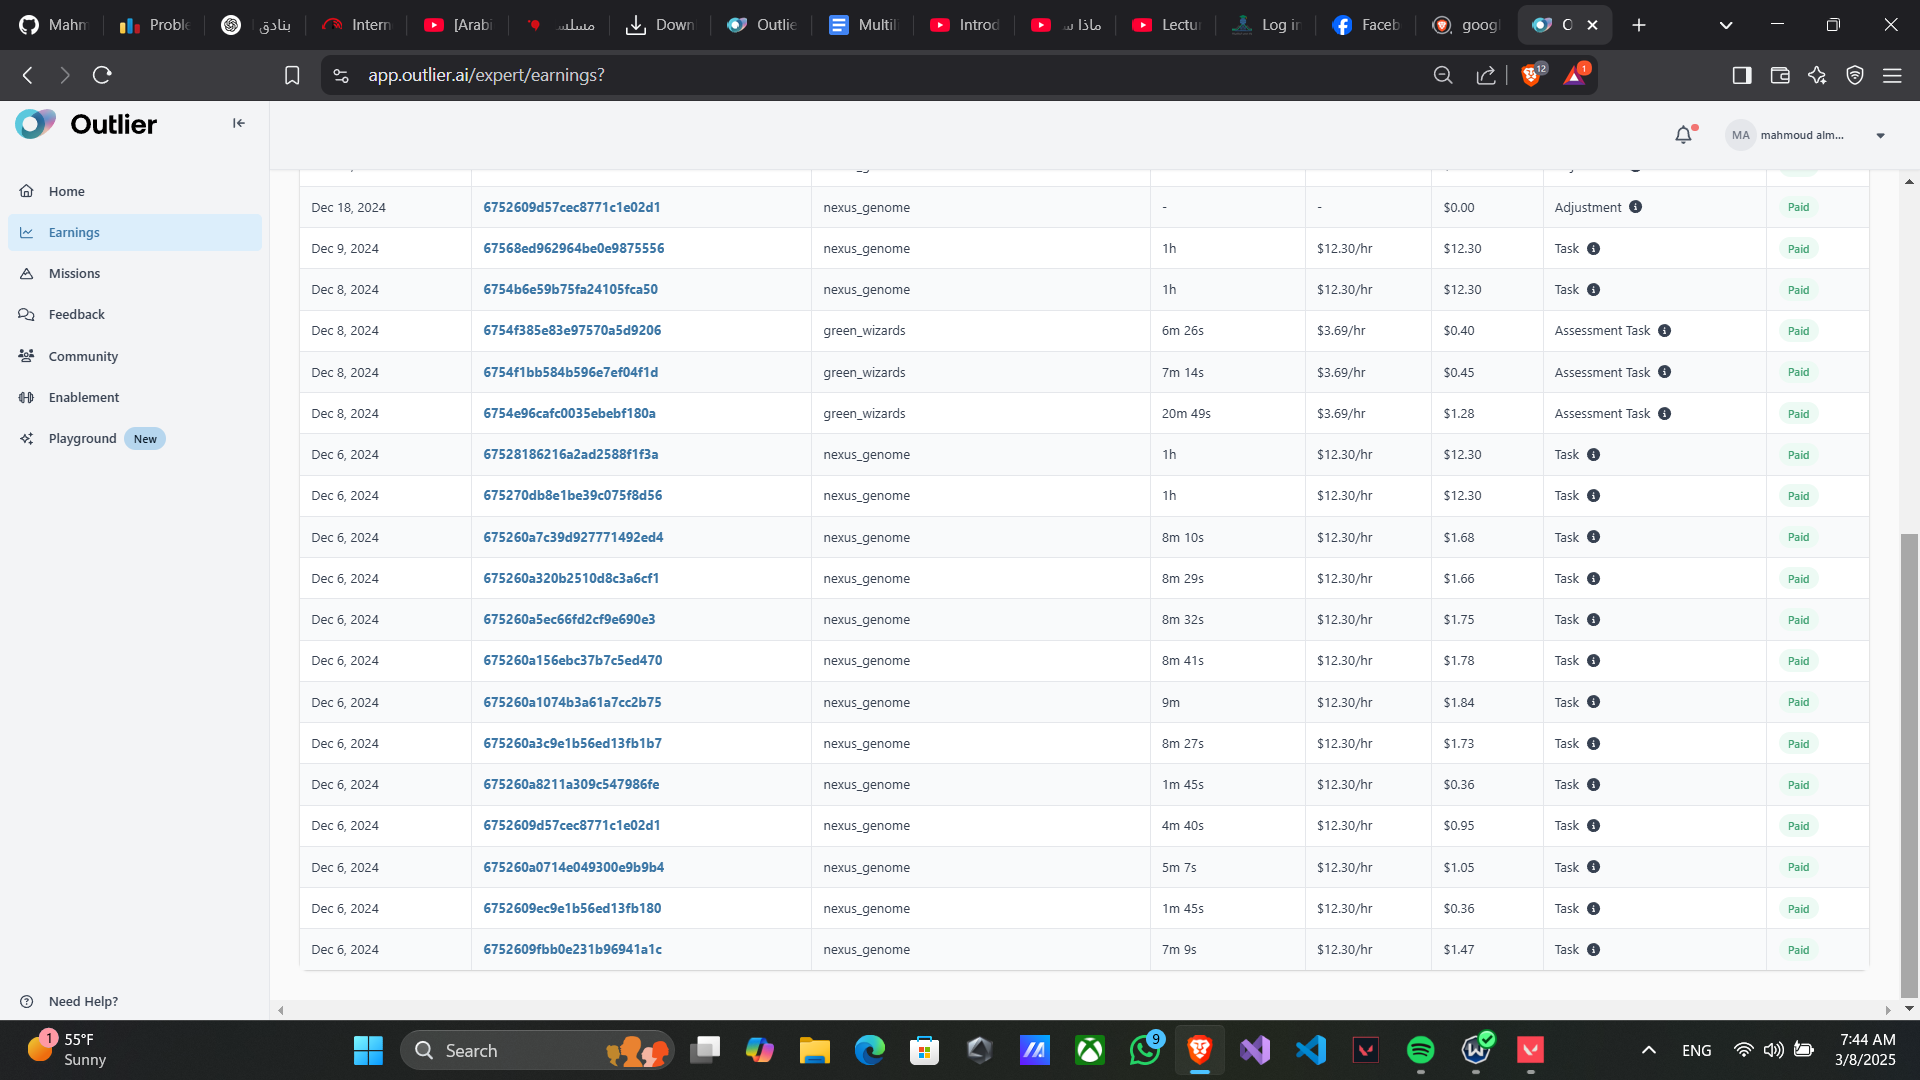 Mahm
Proble
بنادق
Intern
[Arabi
مسلسـ
Down
Outlie
Multili
Introd
ماذا سـ
Lectur
Log in
Faceb
googl
O
app.outlier.ai/expert/earnings?
12
1
Outlier
MA mahmoud alm...
Home
Earnings
Missions
Feedback
Community
Enablement
Playground New
Need Help?
Dec 18, 2024 6752609d57cec8771c1e02d1 nexus_genome - - $0.00 Adjustment Paid
Dec 9, 2024 67568ed962964be0e9875556 nexus_genome 1h $12.30/hr $12.30 Task Paid
Dec 8, 2024 6754b6e59b75fa24105fca50 nexus_genome 1h $12.30/hr $12.30 Task Paid
Dec 8, 2024 6754f385e83e97570a5d9206 green_wizards 6m 26s $3.69/hr $0.40 Assessment Task Paid
Dec 8, 2024 6754f1bb584b596e7ef04f1d green_wizards 7m 14s $3.69/hr $0.45 Assessment Task Paid
Dec 8, 2024 6754e96cafc0035ebebf180a green_wizards 20m 49s $3.69/hr $1.28 Assessment Task Paid
Dec 6, 2024 67528186216a2ad2588f1f3a nexus_genome 1h $12.30/hr $12.30 Task Paid
Dec 6, 2024 675270db8e1be39c075f8d56 nexus_genome 1h $12.30/hr $12.30 Task Paid
Dec 6, 2024 675260a7c39d927771492ed4 nexus_genome 8m 10s $12.30/hr $1.68 Task Paid
Dec 6, 2024 675260a320b2510d8c3a6cf1 nexus_genome 8m 29s $12.30/hr $1.66 Task Paid
Dec 6, 2024 675260a5ec66fd2cf9e690e3 nexus_genome 8m 32s $12.30/hr $1.75 Task Paid
Dec 6, 2024 675260a156ebc37b7c5ed470 nexus_genome 8m 41s $12.30/hr $1.78 Task Paid
Dec 6, 2024 675260a1074b3a61a7cc2b75 nexus_genome 9m $12.30/hr $1.84 Task Paid
Dec 6, 2024 675260a3c9e1b56ed13fb1b7 nexus_genome 8m 27s $12.30/hr $1.73 Task Paid
Dec 6, 2024 675260a8211a309c547986fe nexus_genome 1m 45s $12.30/hr $0.36 Task Paid
Dec 6, 2024 6752609d57cec8771c1e02d1 nexus_genome 4m 40s $12.30/hr $0.95 Task Paid
Dec 6, 2024 675260a0714e049300e9b9b4 nexus_genome 5m 7s $12.30/hr $1.05 Task Paid
Dec 6, 2024 6752609ec9e1b56ed13fb180 nexus_genome 1m 45s $12.30/hr $0.36 Task Paid
Dec 6, 2024 6752609fbb0e231b96941a1c nexus_genome 7m 9s $12.30/hr $1.47 Task Paid
1
55°F
Sunny
Search
9
ENG
7:44 AM
3/8/2025